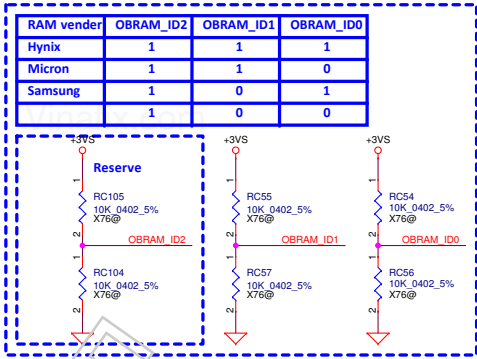 RAM vender OBRAM_ID2 OBRAM_ID1 OBRAM_ID0
Hynix 1 1 1
Micron 1 1 0
Samsung 1 0 1
1 0 0
+3VS +3VS +3VS
Reserve
1 1 1
RC105 RC55 RC54
10K_0402_5% 10K_0402_5% 10K_0402_5%
X76@ X76@ X76@
2 2 2
OBRAM_ID2 OBRAM_ID1 OBRAM_ID0
1 1 1
RC104 RC57 RC56
10K_0402_5% 10K_0402_5% 10K_0402_5%
X76@ X76@ X76@
2 2 2